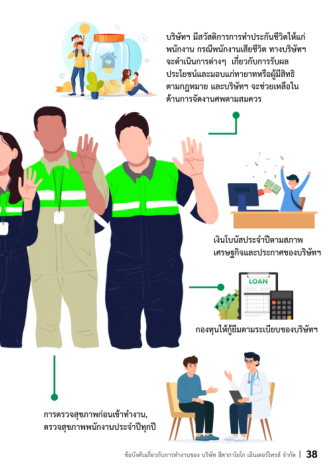 บริษัทฯ มีสวัสดิการการทำประกันชีวิตให้แก่
พนักงาน กรณีพนักงานเสียชีวิต ทางบริษัทฯ
จะดำเนินการต่างๆ เกี่ยวกับการรับผล
ประโยชน์และมอบแก่ทายาทหรือผู้มีสิทธิ
ตามกฎหมาย และบริษัทฯ จะช่วยเหลือใน
ด้านการจัดงานศพตามสมควร
เงินโบนัสประจำปีตามสภาพ
เศรษฐกิจและประกาศของบริษัทฯ
LOAN
กองทุนให้กู้ยืมตามระเบียบของบริษัทฯ
การตรวจสุขภาพก่อนเข้าทำงาน,
ตรวจสุขภาพพนักงานประจำปีทุกปี
ข้อบังคับเกี่ยวกับการทำงานของ บริษัท ฮีดากาโยโก เอ็นเตอร์ไพรส์ จำกัด | 38